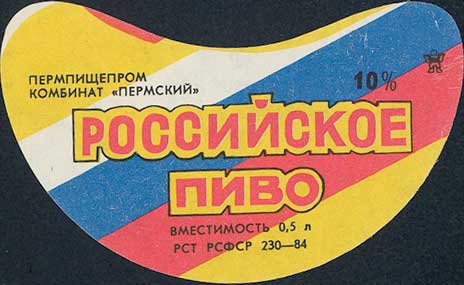 ПЕРМПИЩЕПРОМ
КОМБИНАТ «ПЕРМСКИЙ»
10%
РОССИЙСКОЕ
ПИВО
ВМЕСТИМОСТЬ 0,5 л
РСТ РСФСР 230—84